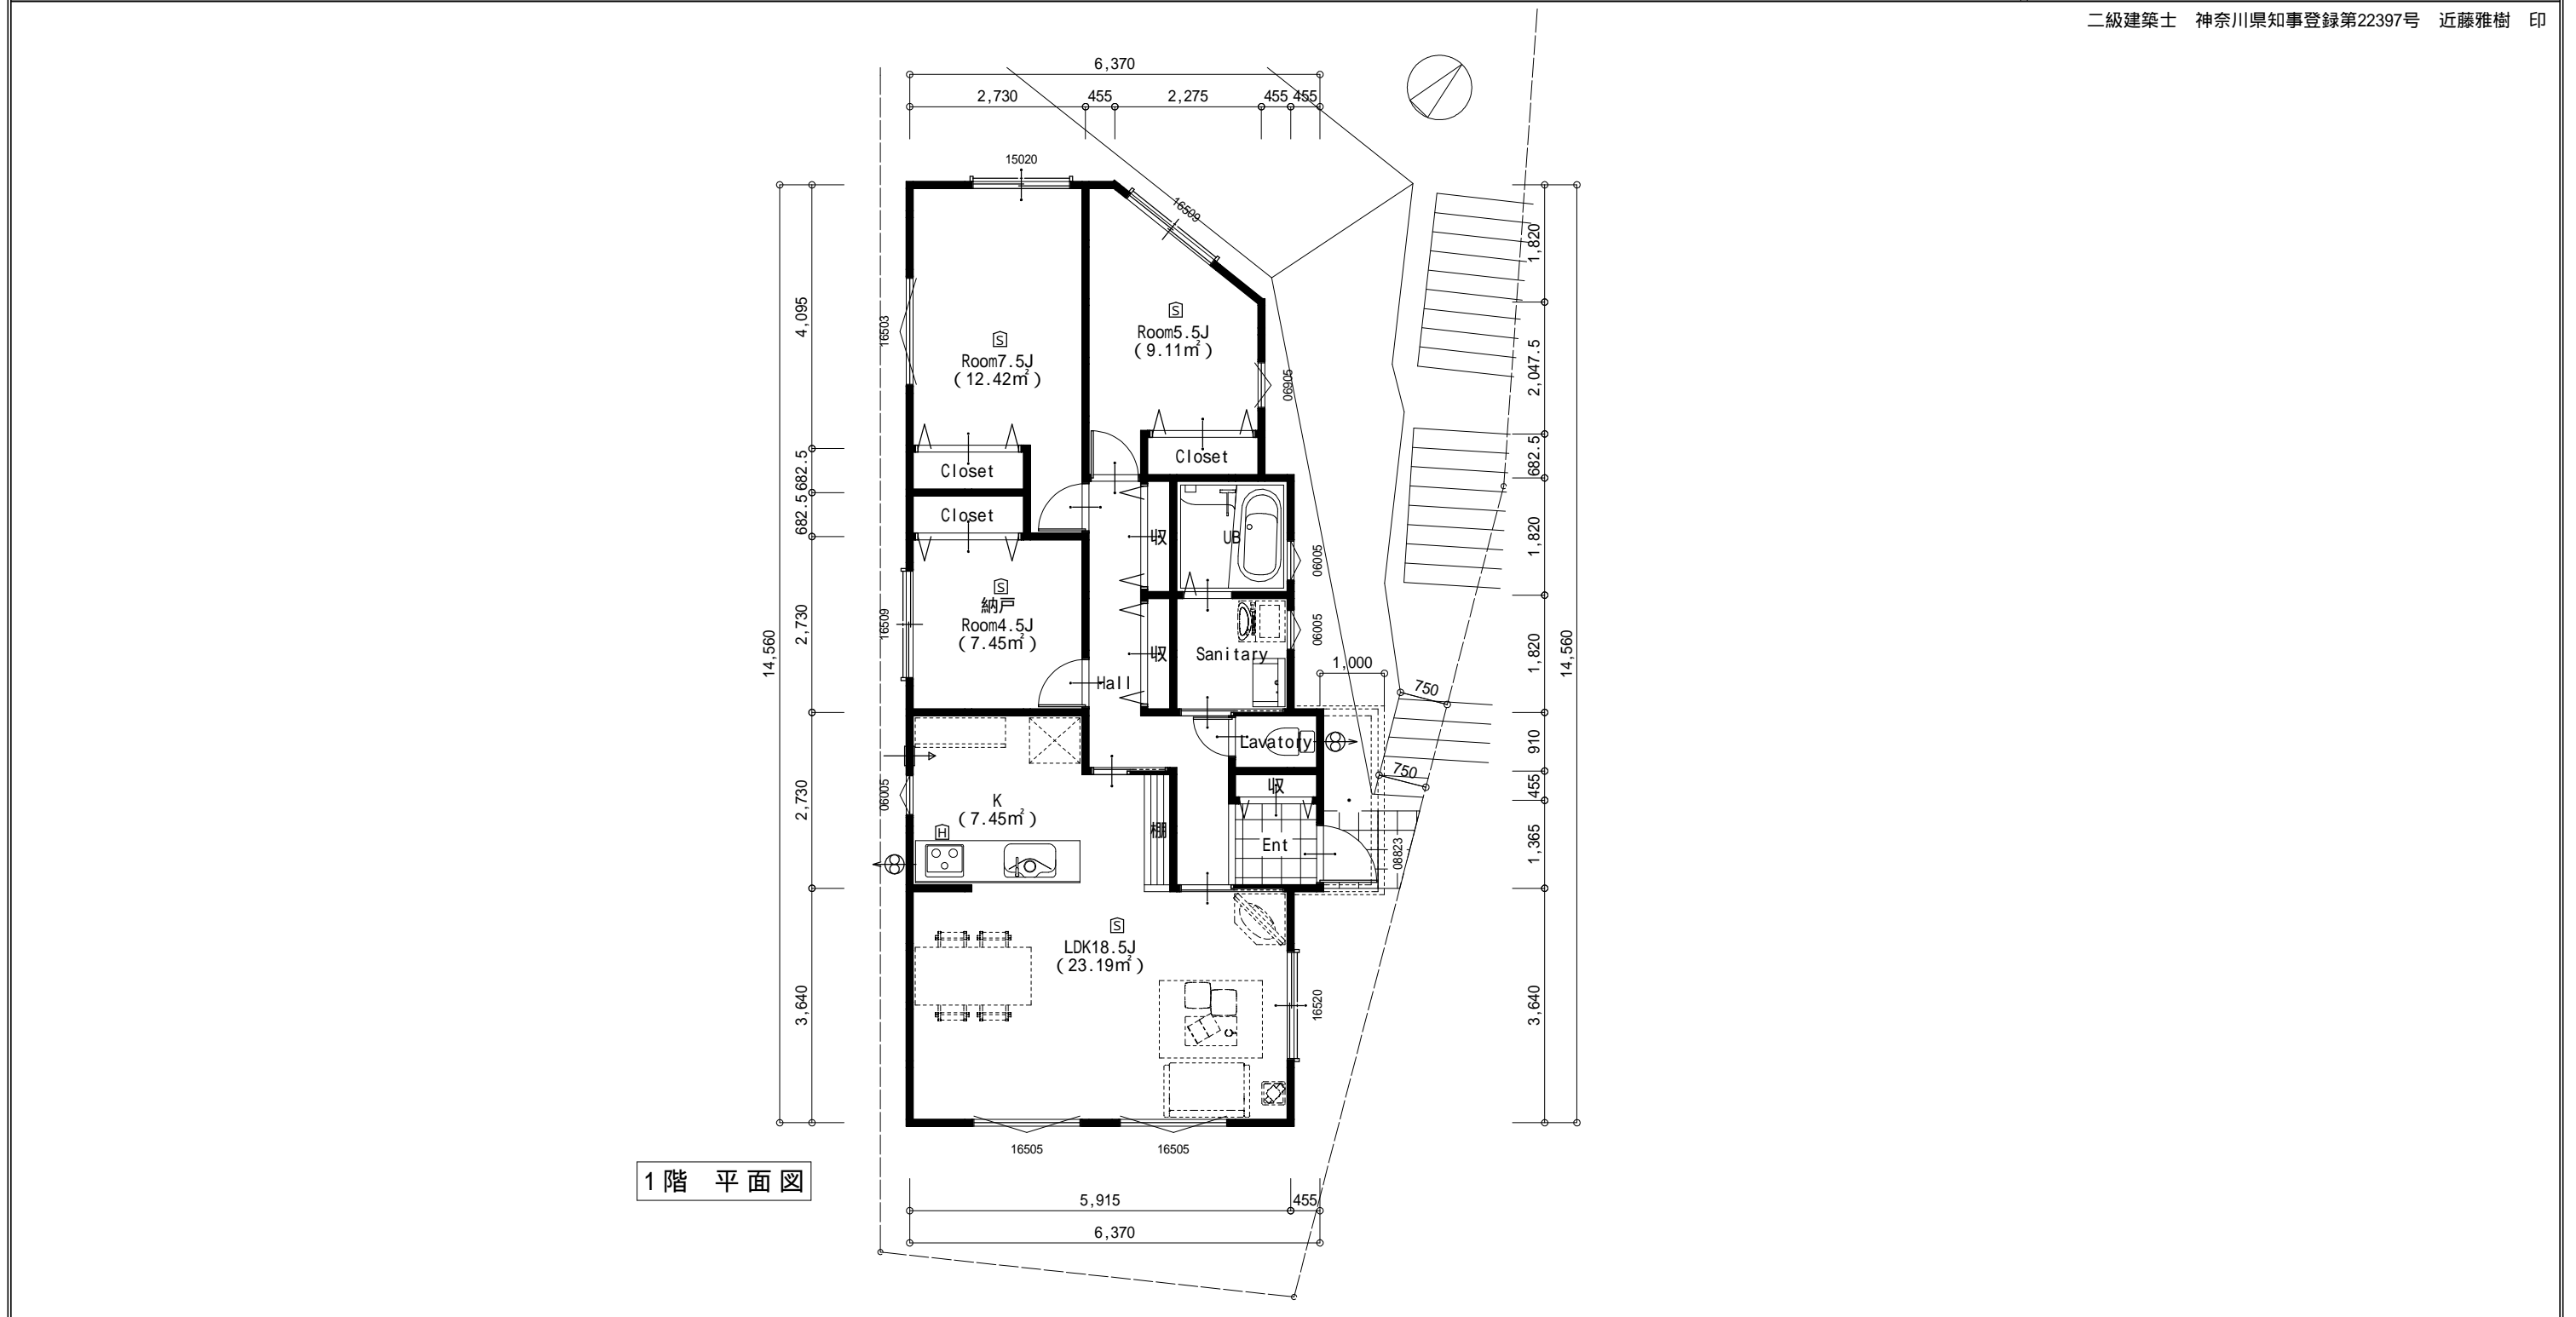 二級建築士　神奈川県知事登録第22397号　近藤雅樹　印
6,370
2,730 455 2,275 455 455
15020
16509
16503
S
Room7.5J
(12.42㎡)
S
Room5.5J
(9.11㎡)
06905
Closet
Closet
Closet
収
UB
06005
S
納戸
Room4.5J
(7.45㎡)
16509
Hall
収
Sanitary
06005
1,000
750
Lavatory
750
収
K
(7.45㎡)
06005
H
棚
Ent
08823
S
LDK18.5J
(23.19㎡)
16520
16505 16505
14,560
4,095
682.5
682.5
2,730
2,730
3,640
1,820
2,047.5
682.5
1,820
1,820
910
455
1,365
3,640
14,560
1階　平面図
5,915 455
6,370